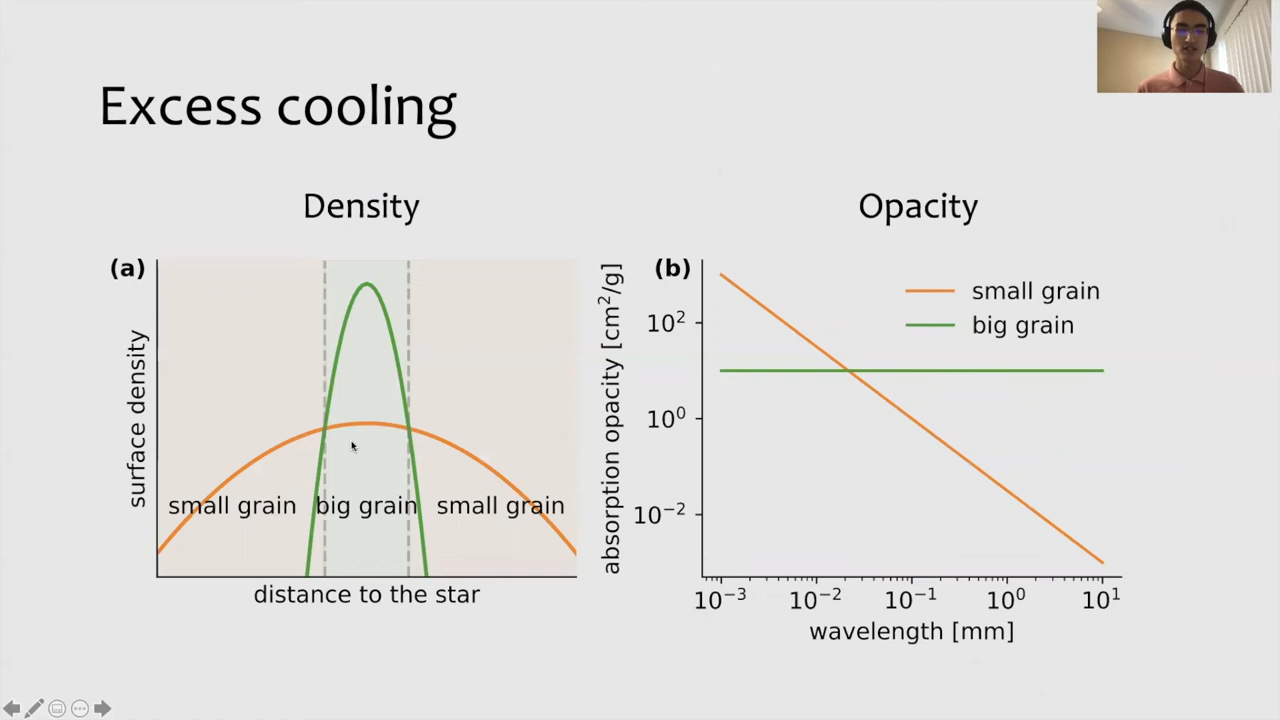 Excess cooling
Density
(a)
surface density
small grain
big grain
small grain
distance to the star
Opacity
(b)
absorption opacity [cm²/g]
10²
10⁰
10⁻²
small grain
big grain
10⁻³ 10⁻² 10⁻¹ 10⁰ 10¹
wavelength [mm]